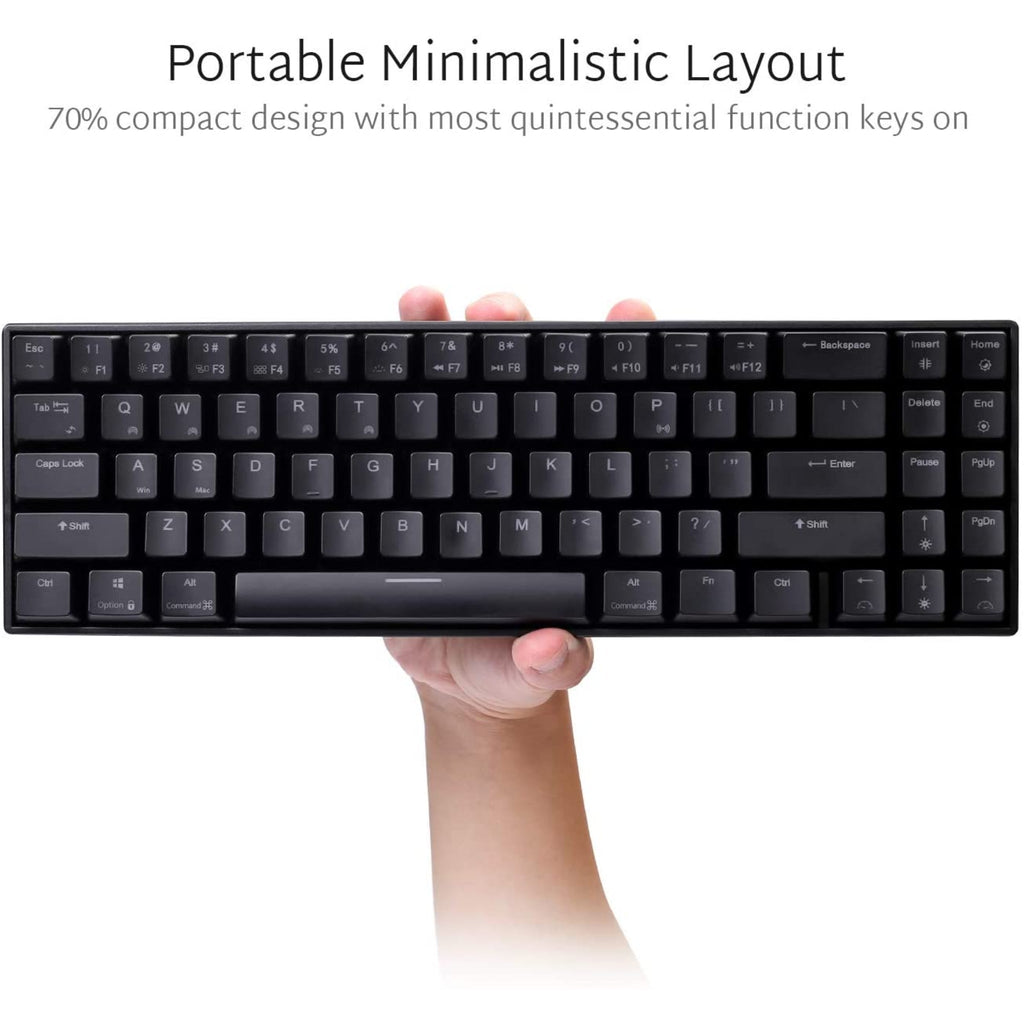 Portable Minimalistic Layout
70% compact design with most quintessential function keys on
Esc 1! 2@ 3# 4$ 5% 6^ 7& 8* 9( 0) -- =+ Backspace Insert Home
~ ~ F1 F2 F3 F4 F5 F6 F7 F8 F9 F10 F11 F12
Tab Q W E R T Y U I O P {[ ]} |\ Delete End
Caps Lock A S D F G H J K L ;: '" Enter Pause PgUp
Win Mac
Shift Z X C V B N M ,< >. ?/ Shift ↑ PgDn
Ctrl Alt Alt Fn Ctrl ← ↓ →
Option Command ⌘ Command ⌘